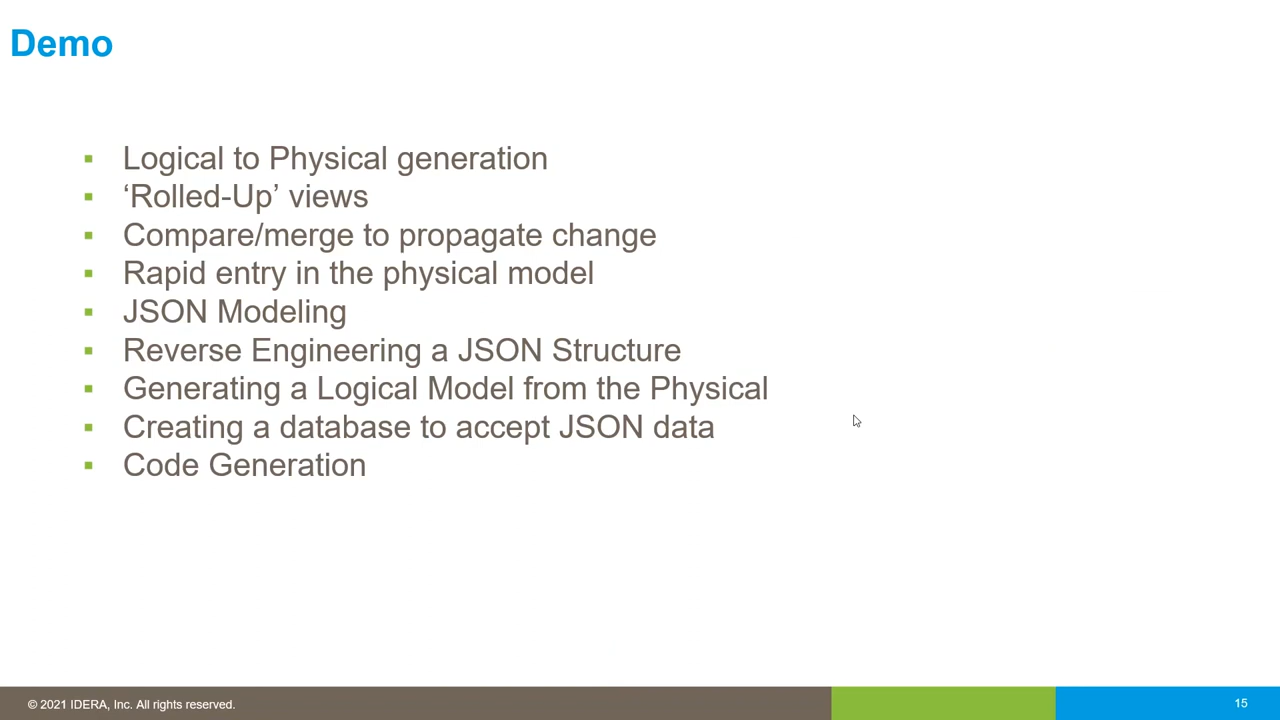 Demo
▪ Logical to Physical generation
▪ ‘Rolled-Up’ views
▪ Compare/merge to propagate change
▪ Rapid entry in the physical model
▪ JSON Modeling
▪ Reverse Engineering a JSON Structure
▪ Generating a Logical Model from the Physical
▪ Creating a database to accept JSON data
▪ Code Generation
© 2021 IDERA, Inc. All rights reserved.
15